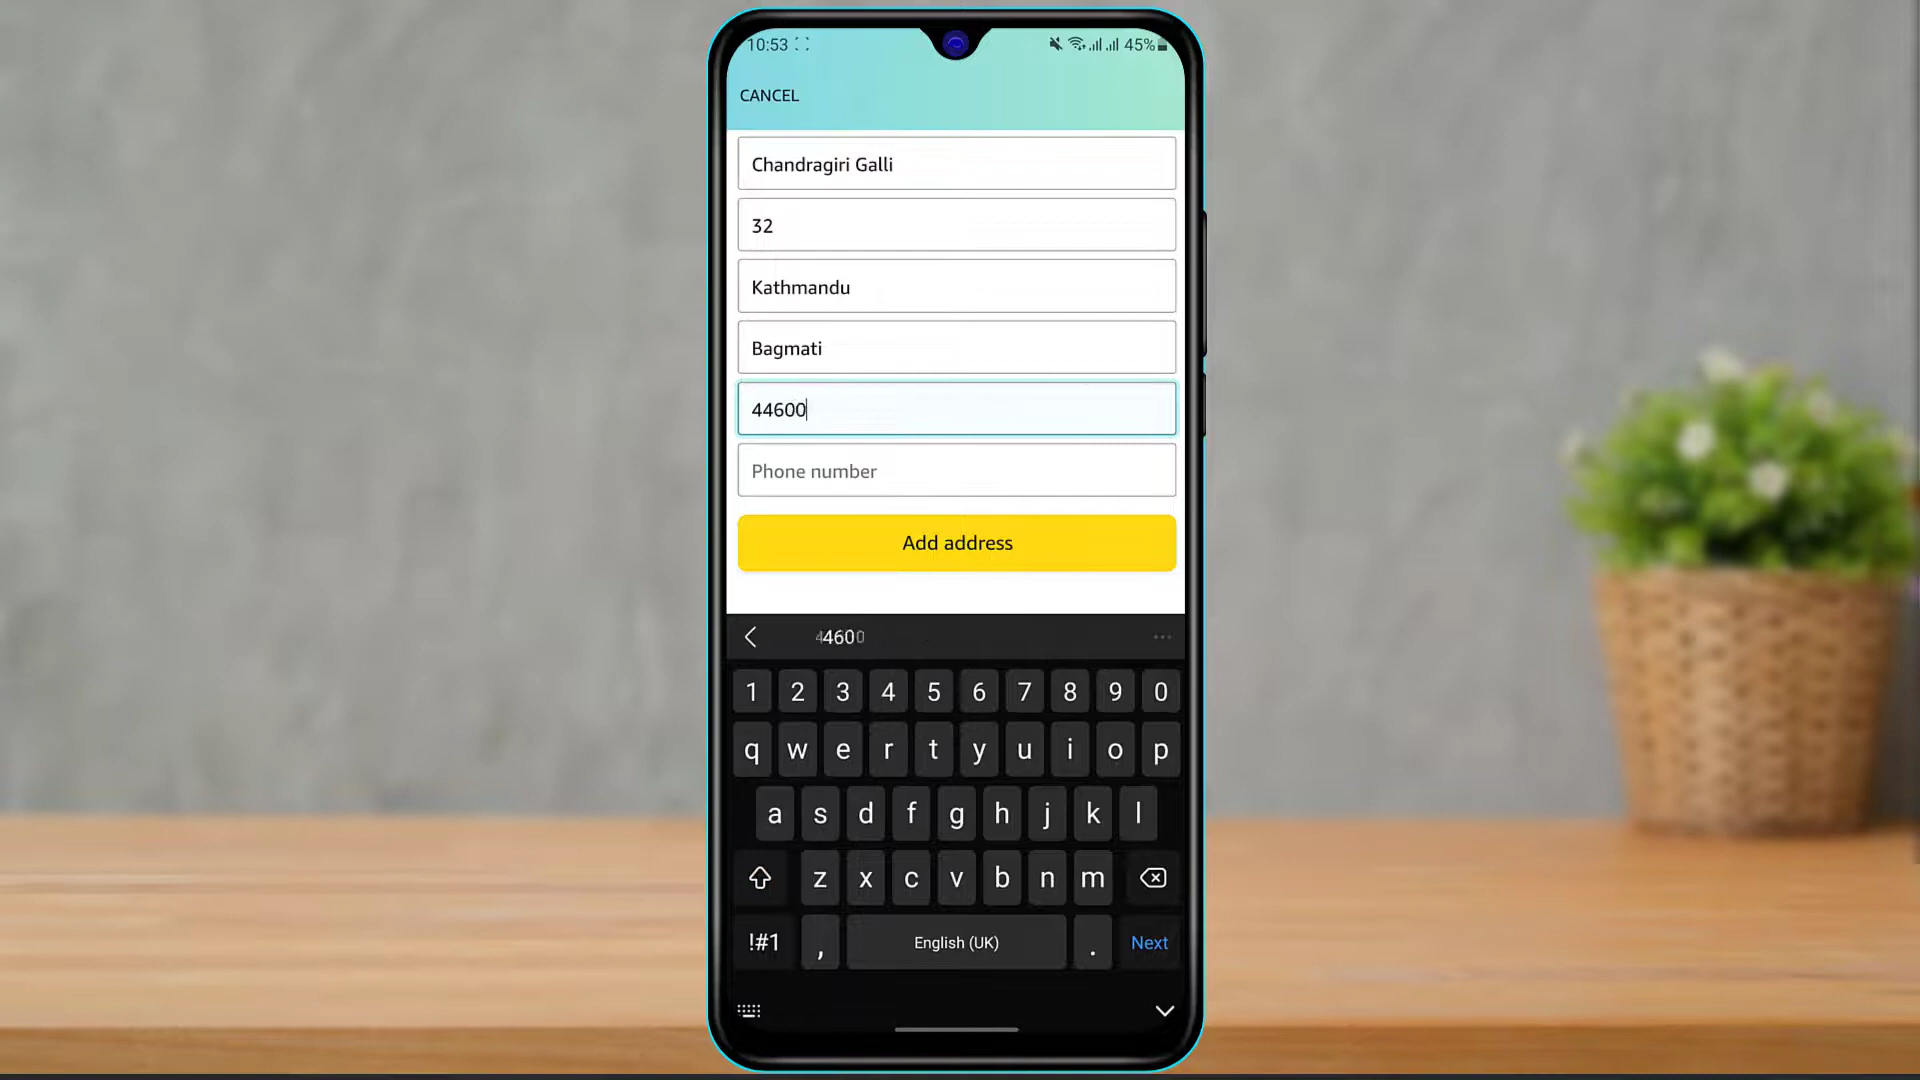 10:53 45%
CANCEL
Chandragiri Galli
32
Kathmandu
Bagmati
44600
Phone number
Add address
44600
1 2 3 4 5 6 7 8 9 0
q w e r t y u i o p
a s d f g h j k l
z x c v b n m
!#1 , English (UK) . Next